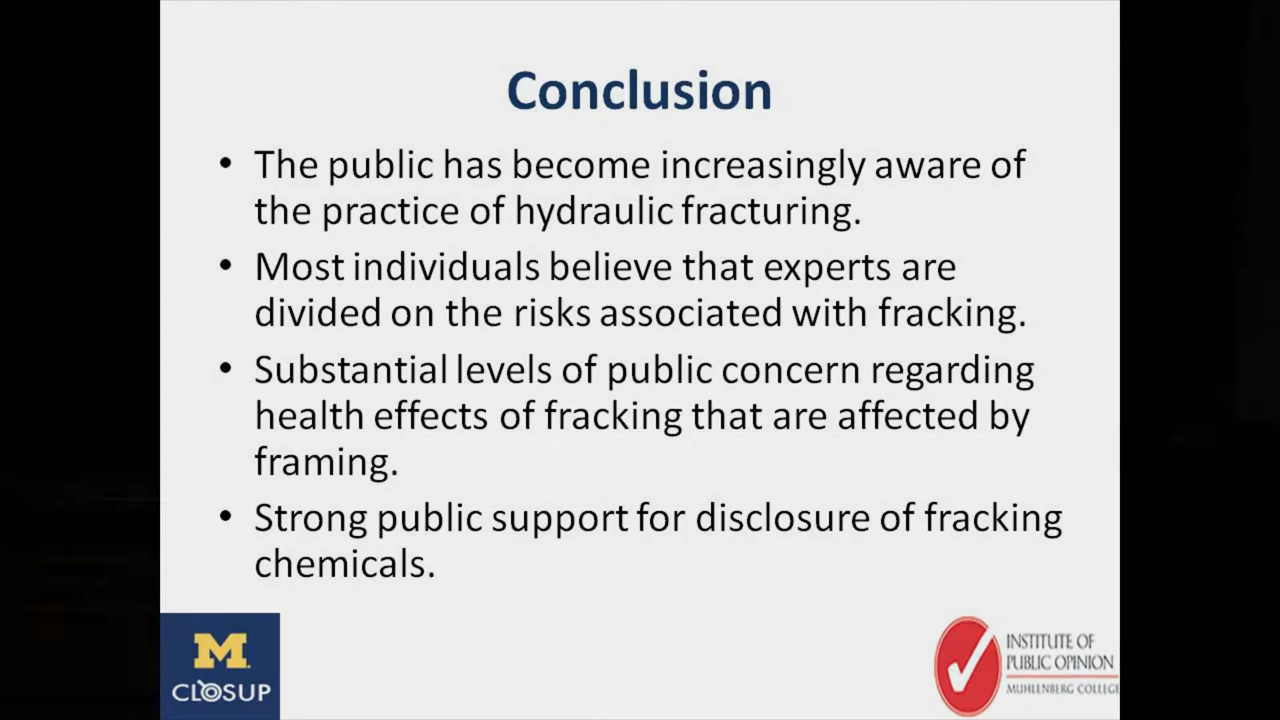 Conclusion
• The public has become increasingly aware of
the practice of hydraulic fracturing.
• Most individuals believe that experts are
divided on the risks associated with fracking.
• Substantial levels of public concern regarding
health effects of fracking that are affected by
framing.
• Strong public support for disclosure of fracking
chemicals.
M
CLOSUP
INSTITUTE OF
PUBLIC OPINION
MUHLENBERG COLLEGE